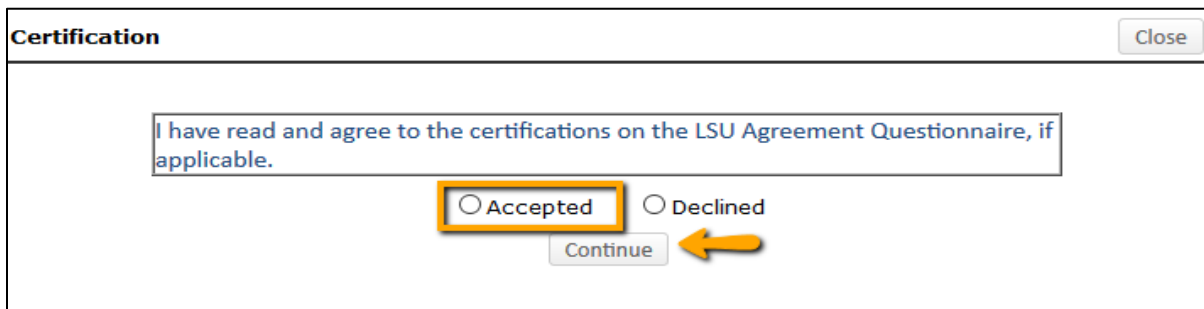 Certification
Close
I have read and agree to the certifications on the LSU Agreement Questionnaire, if
applicable.
Accepted Declined
Continue